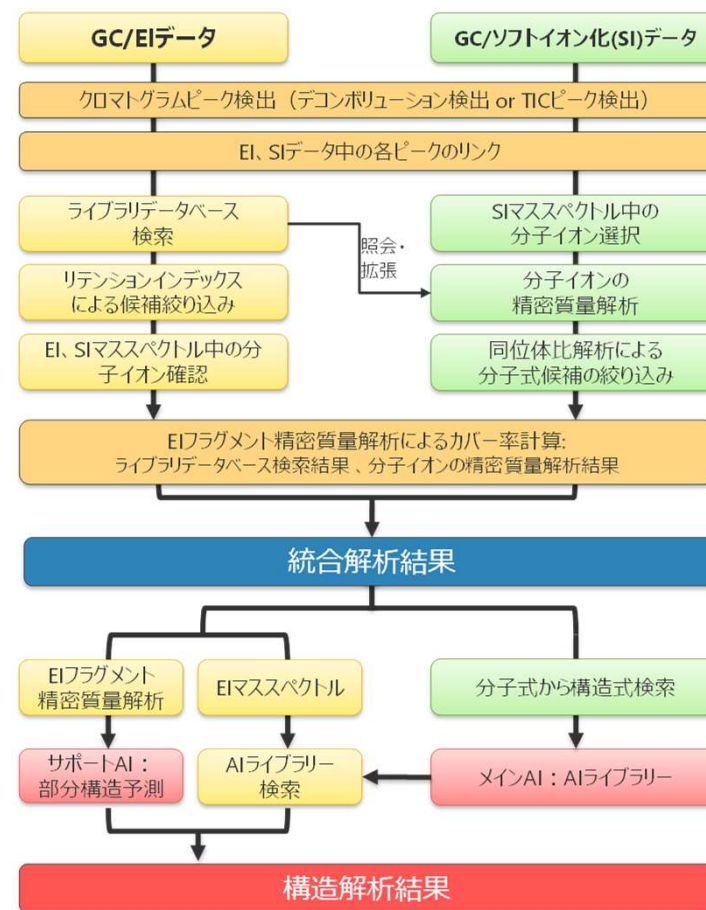 GC/EIデータ
GC/ソフトイオン化(SI)データ
クロマトグラムピーク検出（デコンボリューション検出 or TICピーク検出）
EI、SIデータ中の各ピークのリンク
ライブラリデータベース
検索
照会・
拡張
SIマススペクトル中の
分子イオン選択
リテンションインデックス
による候補絞り込み
分子イオンの
精密質量解析
EI、SIマススペクトル中の分
子イオン確認
同位体比解析による
分子式候補の絞り込み
EIフラグメント精密質量解析によるカバー率計算:
ライブラリデータベース検索結果 、分子イオンの精密質量解析結果
統合解析結果
EIフラグメント
精密質量解析
EIマススペクトル
分子式から構造式検索
サポートAI：
部分構造予測
AIライブラリー
検索
メインAI：AIライブラリー
構造解析結果